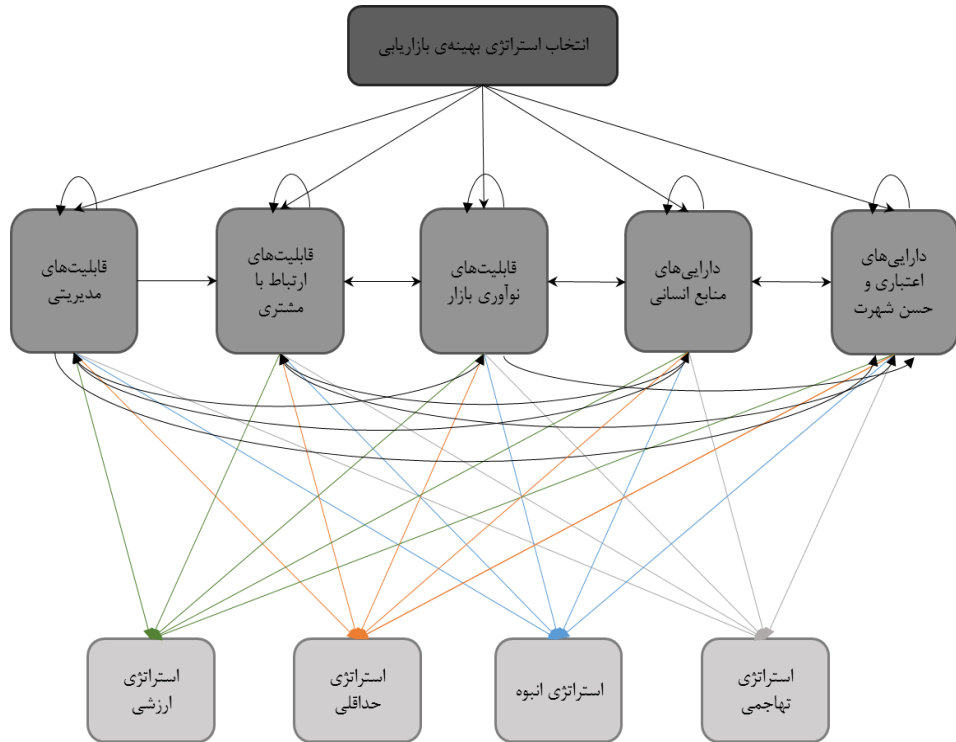 انتخاب استراتژی بهینه‌ی بازاریابی
دارایی‌های
اعتباری و
حسن شهرت
دارایی‌های
منابع انسانی
قابلیت‌های
نوآوری بازار
قابلیت‌های
ارتباط با
مشتری
قابلیت‌های
مدیریتی
استراتژی
تهاجمی
استراتژی انبوه
استراتژی
حداقلی
استراتژی
ارزشی